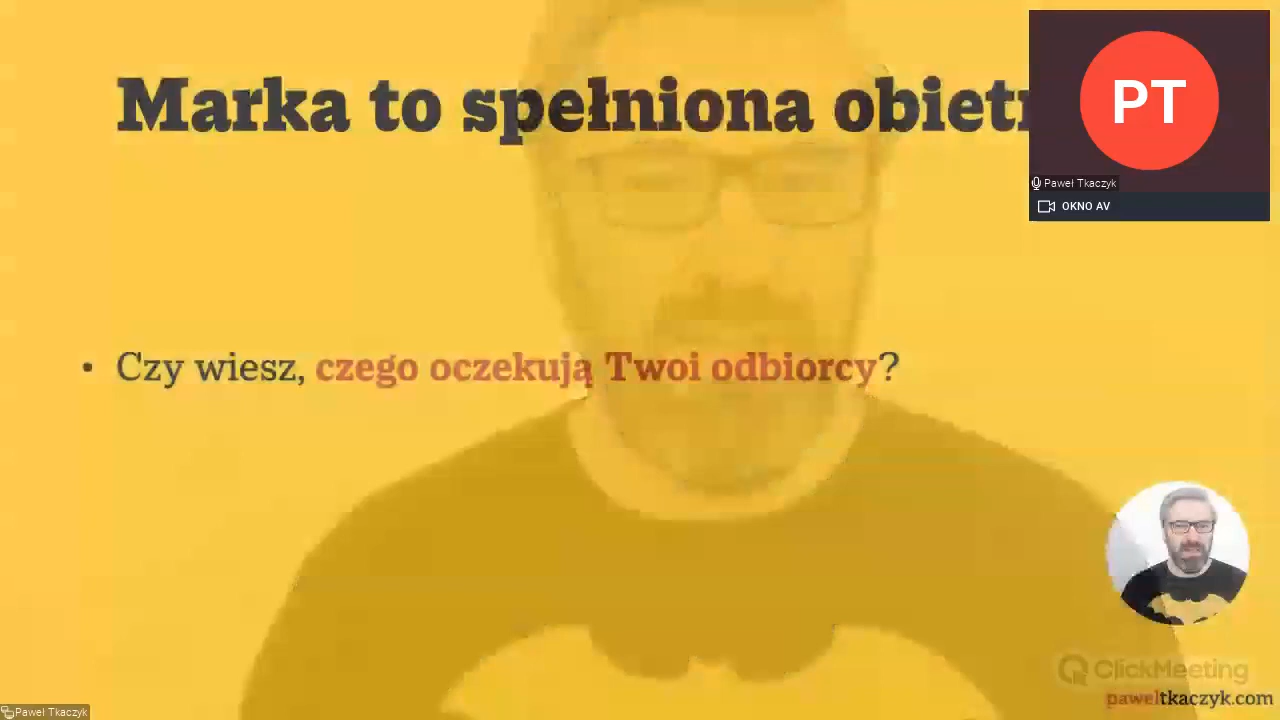 Marka to spełniona
PT
Paweł Tkaczyk
OKNO AV
• Czy wiesz, czego oczekują Twoi odbiorcy?
ClickMeeting
paweltkaczyk.com
Paweł Tkaczyk